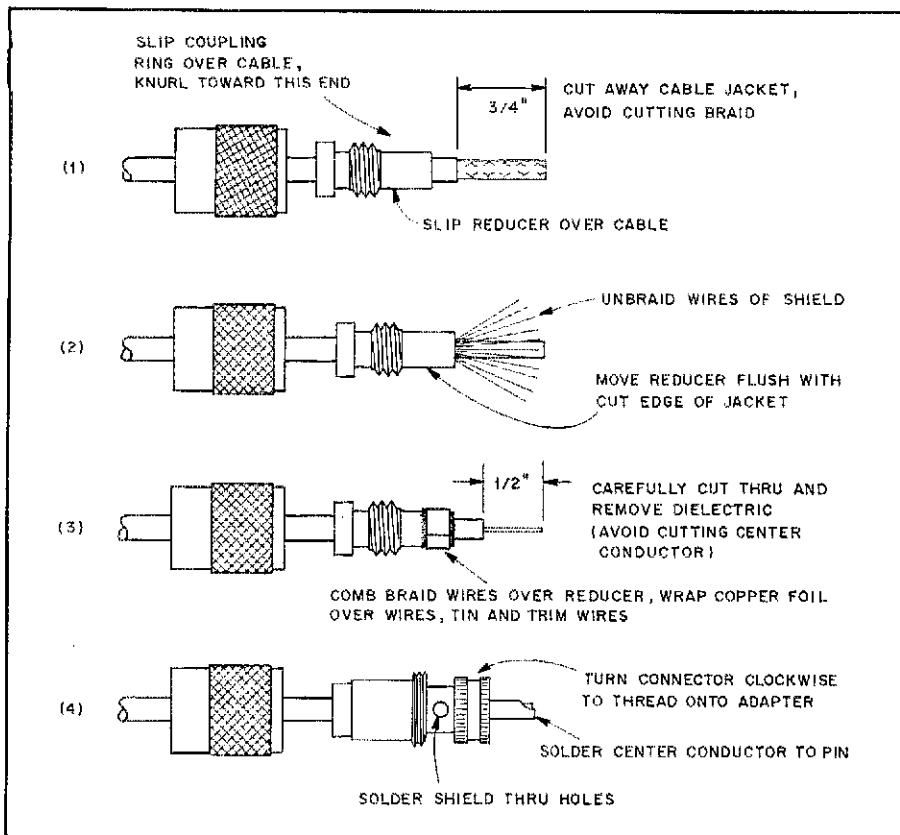 SLIP COUPLING
RING OVER CABLE,
KNURL TOWARD THIS END
3/4"
CUT AWAY CABLE JACKET,
AVOID CUTTING BRAID
(1)
SLIP REDUCER OVER CABLE
UNBRAID WIRES OF SHIELD
(2)
MOVE REDUCER FLUSH WITH
CUT EDGE OF JACKET
1/2"
CAREFULLY CUT THRU AND
REMOVE DIELECTRIC
(AVOID CUTTING CENTER
CONDUCTOR)
(3)
COMB BRAID WIRES OVER REDUCER, WRAP COPPER FOIL
OVER WIRES, TIN AND TRIM WIRES
TURN CONNECTOR CLOCKWISE
TO THREAD ONTO ADAPTER
(4)
SOLDER CENTER CONDUCTOR TO PIN
SOLDER SHIELD THRU HOLES